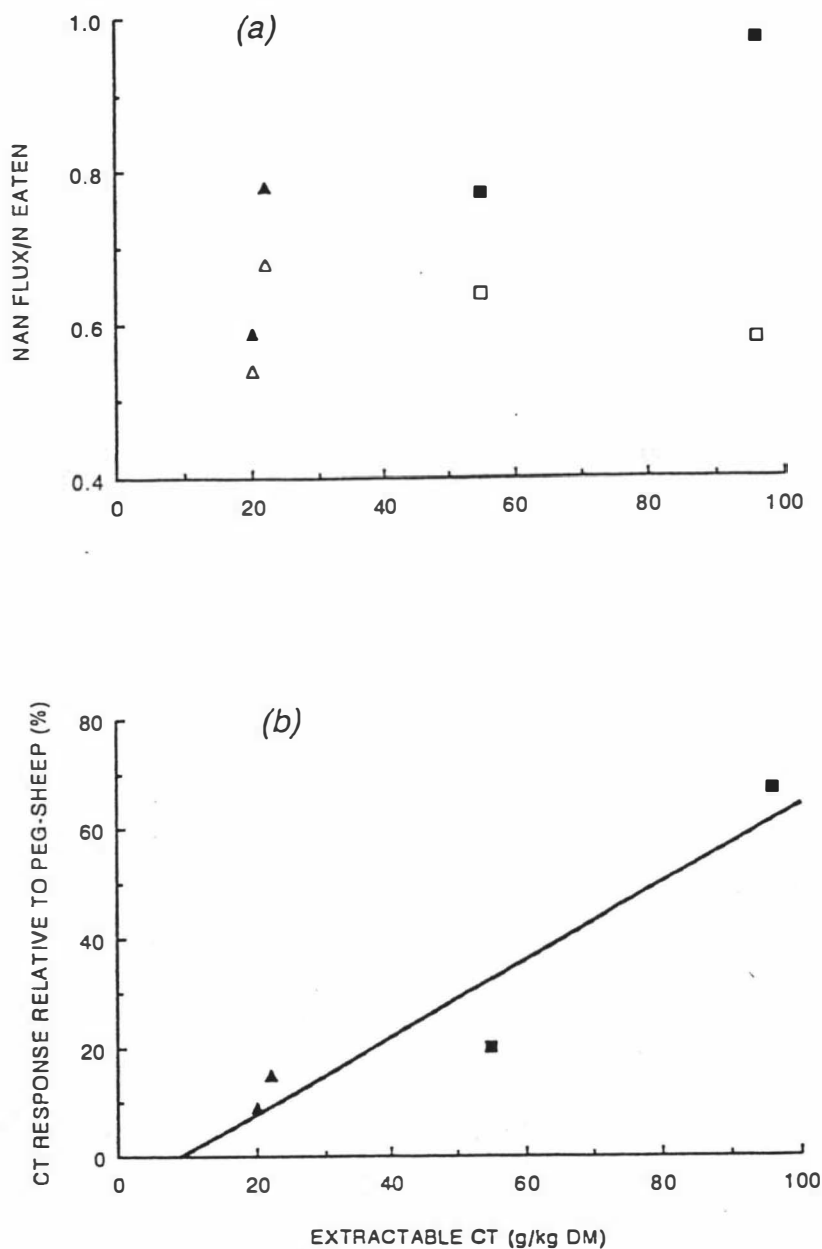 (a)
1.0
0.8
0.6
0.4
NAN FLUX/N EATEN
0 20 40 60 80 100
(b)
80
60
40
20
0
CT RESPONSE RELATIVE TO PEG-SHEEP (%)
0 20 40 60 80 100
EXTRACTABLE CT (g/kg DM)